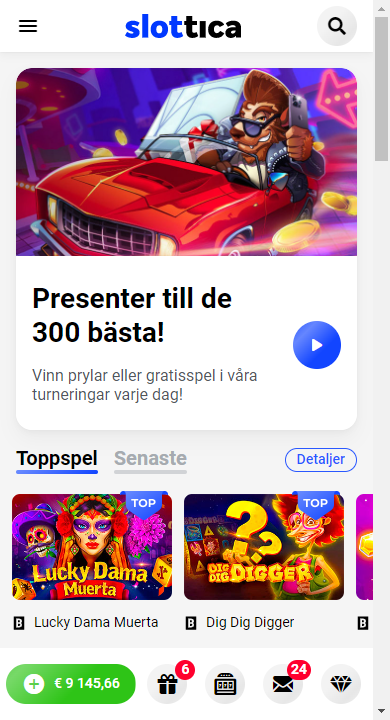 slottica
Presenter till de
300 bästa!
Vinn prylar eller gratisspel i våra
turneringar varje dag!
Toppspel Senaste Detaljer
TOP TOP
Lucky Dama
Muerta
DIG DIG
DIGGER
B Lucky Dama Muerta B Dig Dig Digger B
€ 9 145,66 6 24